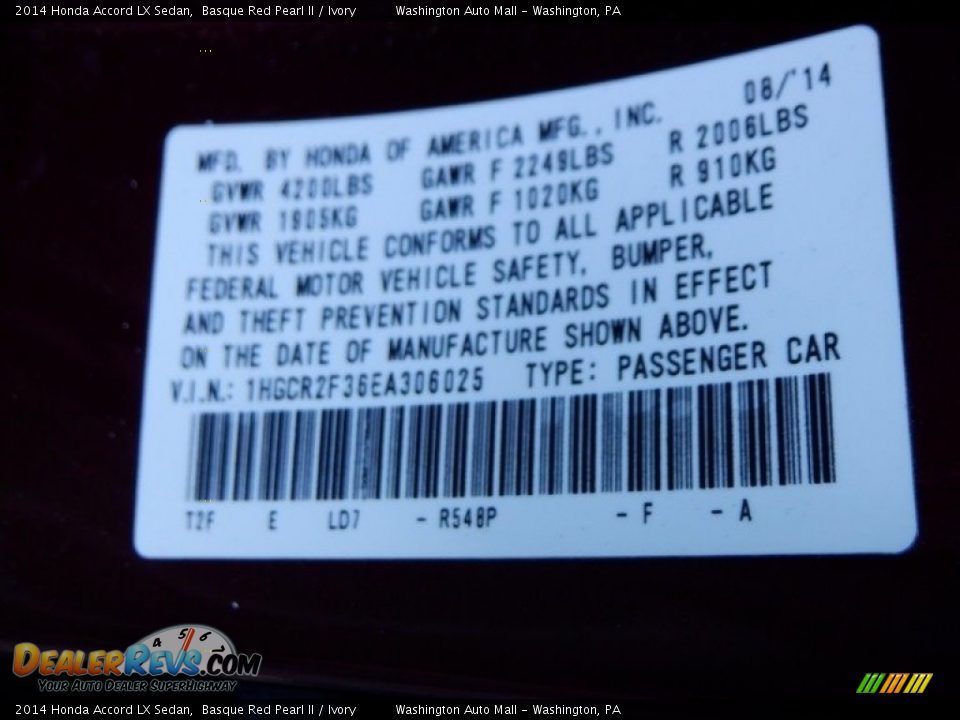 2014 Honda Accord LX Sedan, Basque Red Pearl II / Ivory Washington Auto Mall - Washington, PA
08/'14
MFD. BY HONDA OF AMERICA MFG., INC.
GVWR 4200LBS GAWR F 2249LBS R 2006LBS
GVWR 1905KG GAWR F 1020KG R 910KG
THIS VEHICLE CONFORMS TO ALL APPLICABLE
FEDERAL MOTOR VEHICLE SAFETY, BUMPER,
AND THEFT PREVENTION STANDARDS IN EFFECT
ON THE DATE OF MANUFACTURE SHOWN ABOVE.
V.I.N.: 1HGCR2F36EA306025 TYPE: PASSENGER CAR
T2F E LD7 - R548P - F - A
4 5 6
DEALERREVS.COM
YOUR AUTO DEALER SUPERHIGHWAY
2014 Honda Accord LX Sedan, Basque Red Pearl II / Ivory Washington Auto Mall - Washington, PA